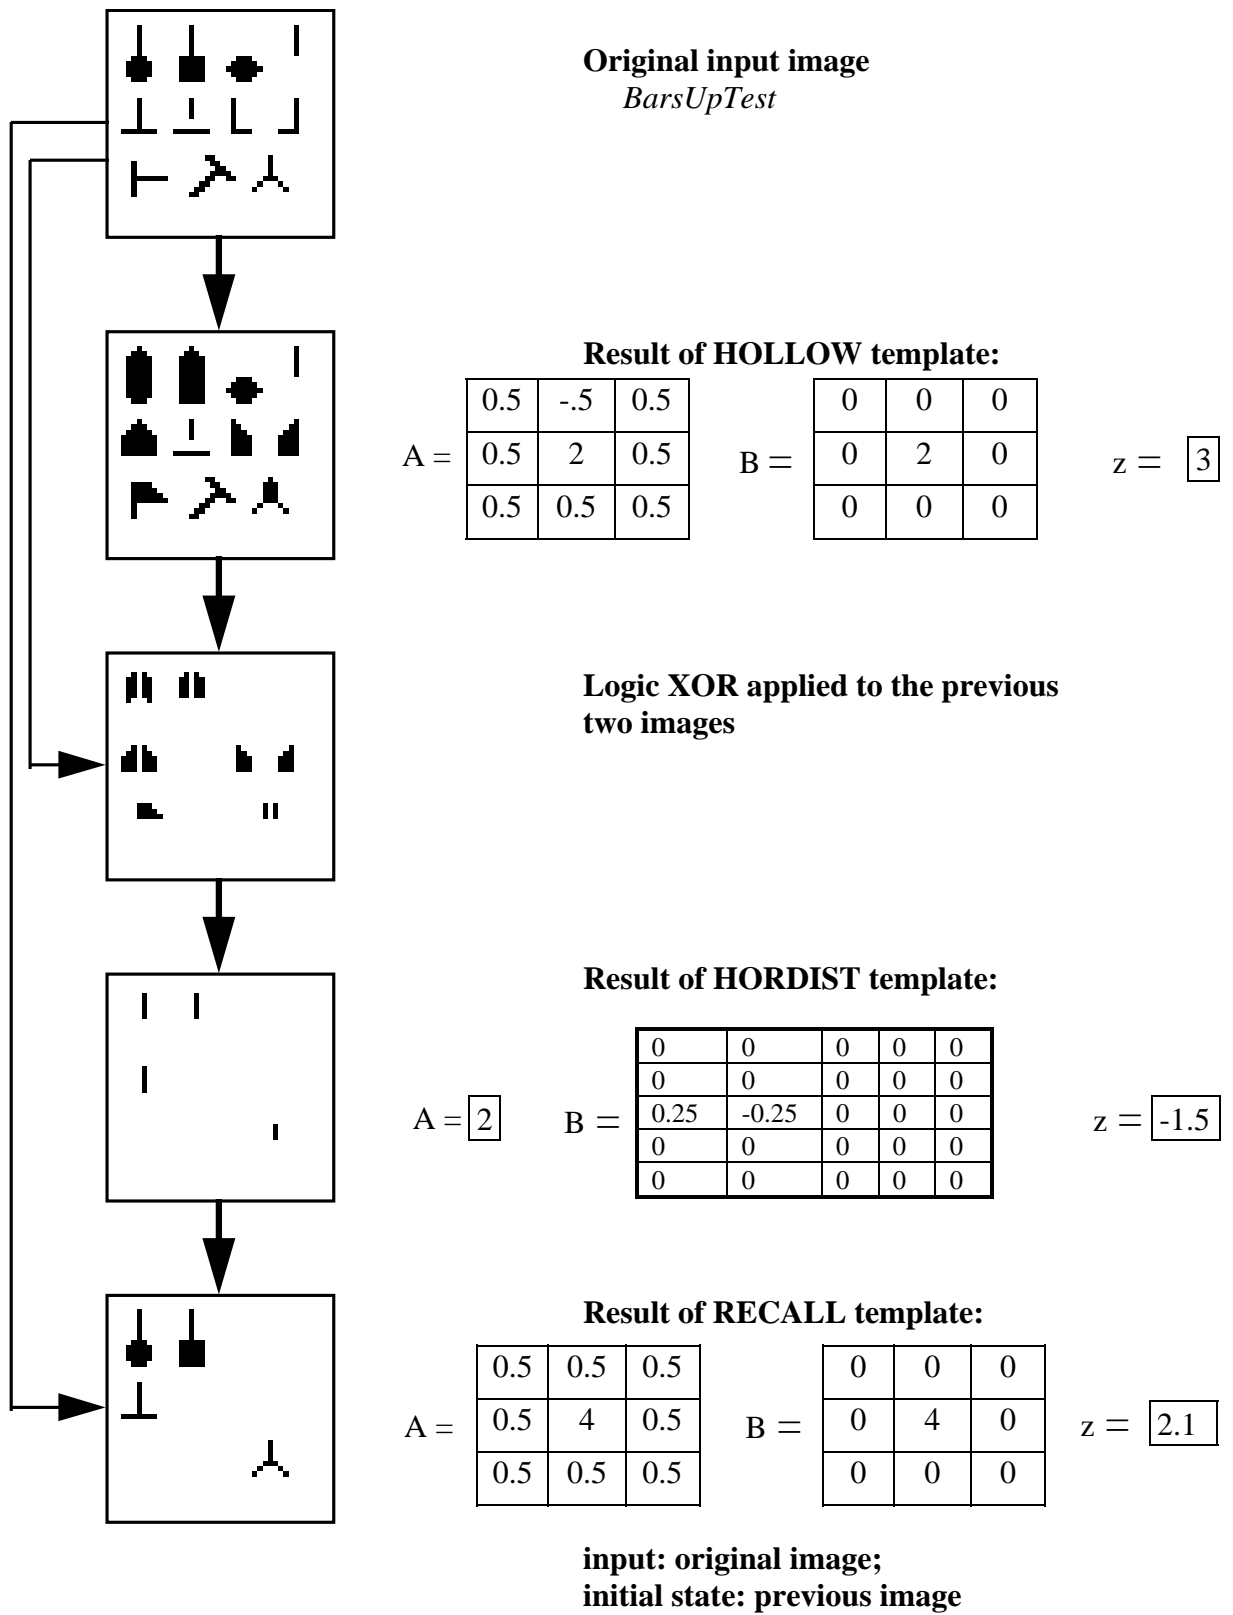 Original input image
BarsUpTest
Result of HOLLOW template:
A =
0.5 -.5 0.5
0.5 2 0.5
0.5 0.5 0.5
B =
0 0 0
0 2 0
0 0 0
z = 3
Logic XOR applied to the previous
two images
Result of HORDIST template:
A = 2
B =
0 0 0 0 0
0 0 0 0 0
0.25 -0.25 0 0 0
0 0 0 0 0
0 0 0 0 0
z = -1.5
Result of RECALL template:
A =
0.5 0.5 0.5
0.5 4 0.5
0.5 0.5 0.5
B =
0 0 0
0 4 0
0 0 0
z = 2.1
input: original image;
initial state: previous image